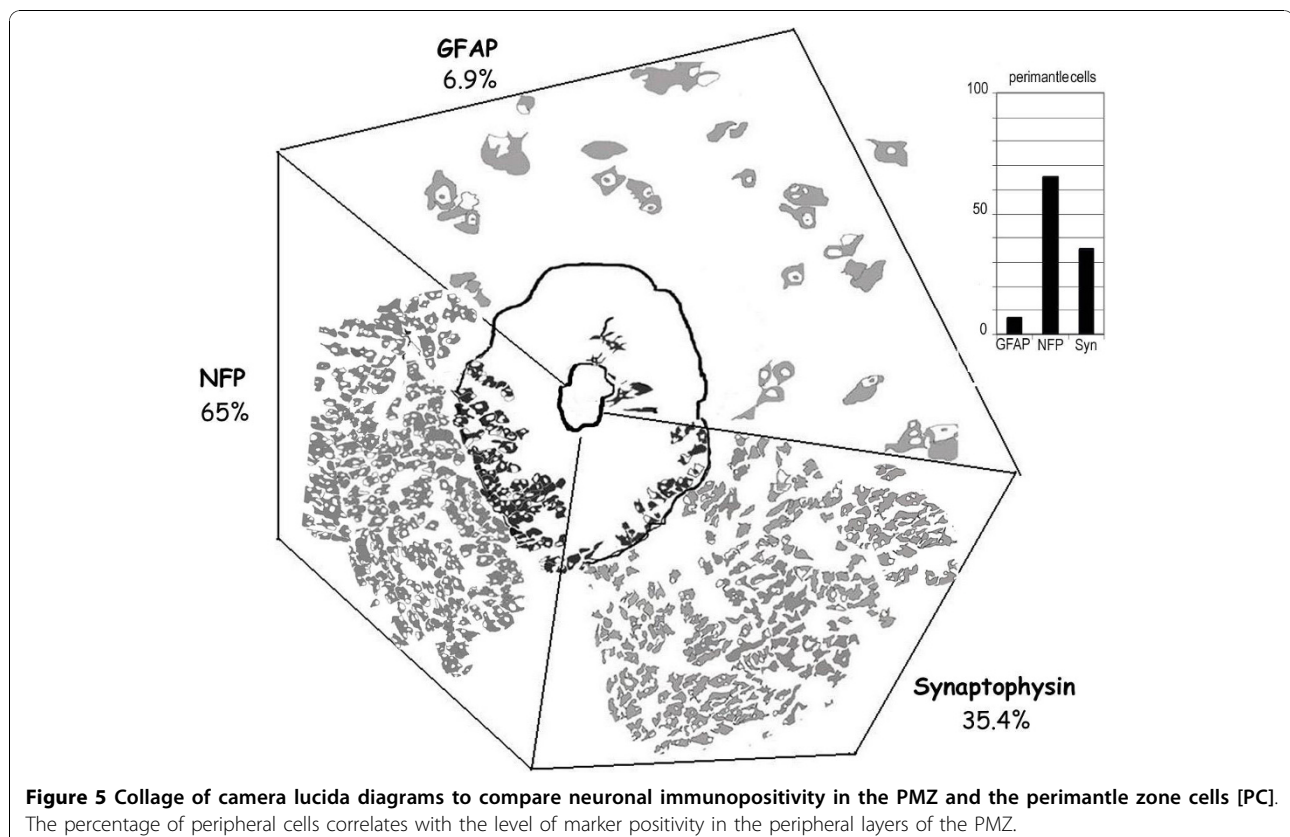 GFAP
6.9%
perimantle cells
100
50
0
GFAP NFP Syn
NFP
65%
Synaptophysin
35.4%
Figure 5 Collage of camera lucida diagrams to compare neuronal immunopositivity in the PMZ and the perimantle zone cells [PC].
The percentage of peripheral cells correlates with the level of marker positivity in the peripheral layers of the PMZ.